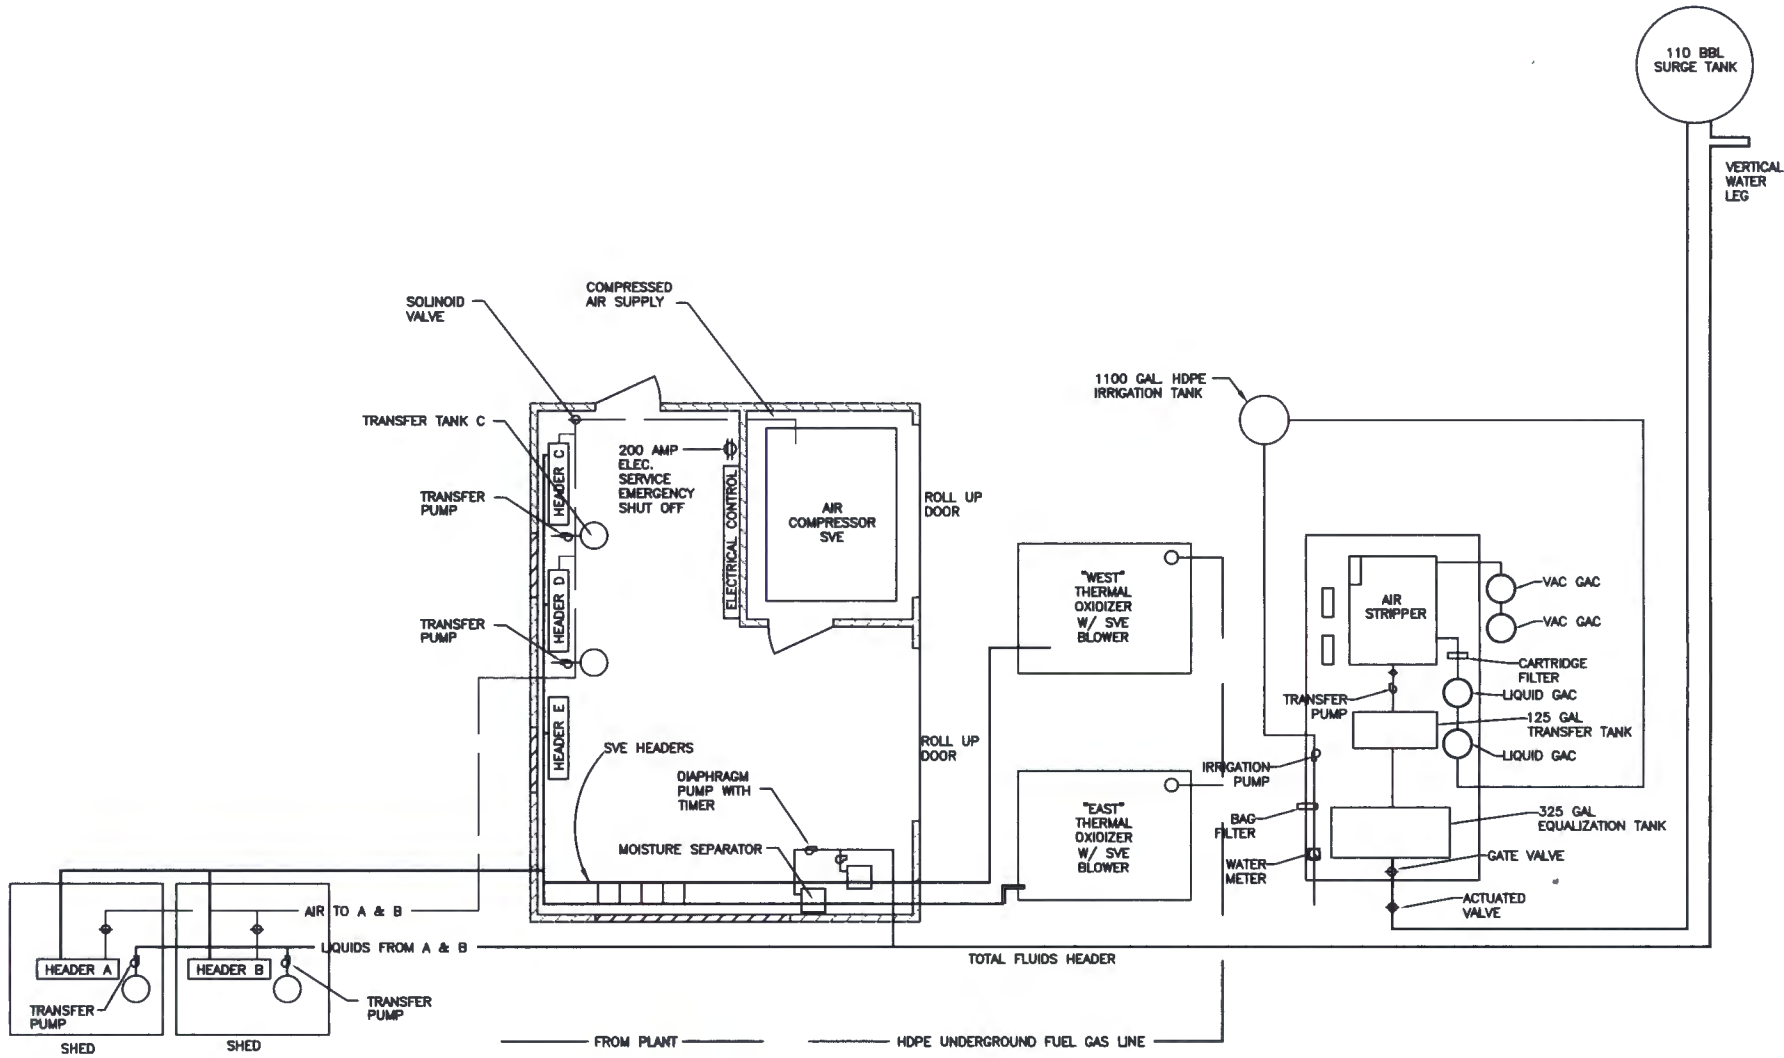 110 BBL
SURGE TANK
VERTICAL
WATER
LEG
COMPRESSED
AIR SUPPLY
SOLINOID
VALVE
1100 GAL HDPE
IRRIGATION TANK
TRANSFER TANK C
HEADER C
200 AMP
ELEC.
SERVICE
EMERGENCY
SHUT OFF
ELECTRICAL CONTROL
AIR
COMPRESSOR
SVE
ROLL UP
DOOR
TRANSFER
PUMP
HEADER D
TRANSFER
PUMP
"WEST"
THERMAL
OXIDIZER
W/ SVE
BLOWER
AIR
STRIPPER
VAC GAC
VAC GAC
CARTRIDGE
FILTER
LIQUID GAC
TRANSFER
PUMP
125 GAL
TRANSFER TANK
LIQUID GAC
HEADER E
SVE HEADERS
ROLL UP
DOOR
DIAPHRAGM
PUMP WITH
TIMER
IRRIGATION
PUMP
"EAST"
THERMAL
OXIDIZER
W/ SVE
BLOWER
BAG
FILTER
325 GAL
EQUALIZATION TANK
MOISTURE SEPARATOR
WATER
METER
GATE VALVE
ACTUATED
VALVE
AIR TO A & B
LIQUIDS FROM A & B
TOTAL FLUIDS HEADER
HEADER A
HEADER B
TRANSFER
PUMP
TRANSFER
PUMP
SHED
SHED
FROM PLANT
HDPE UNDERGROUND FUEL GAS LINE